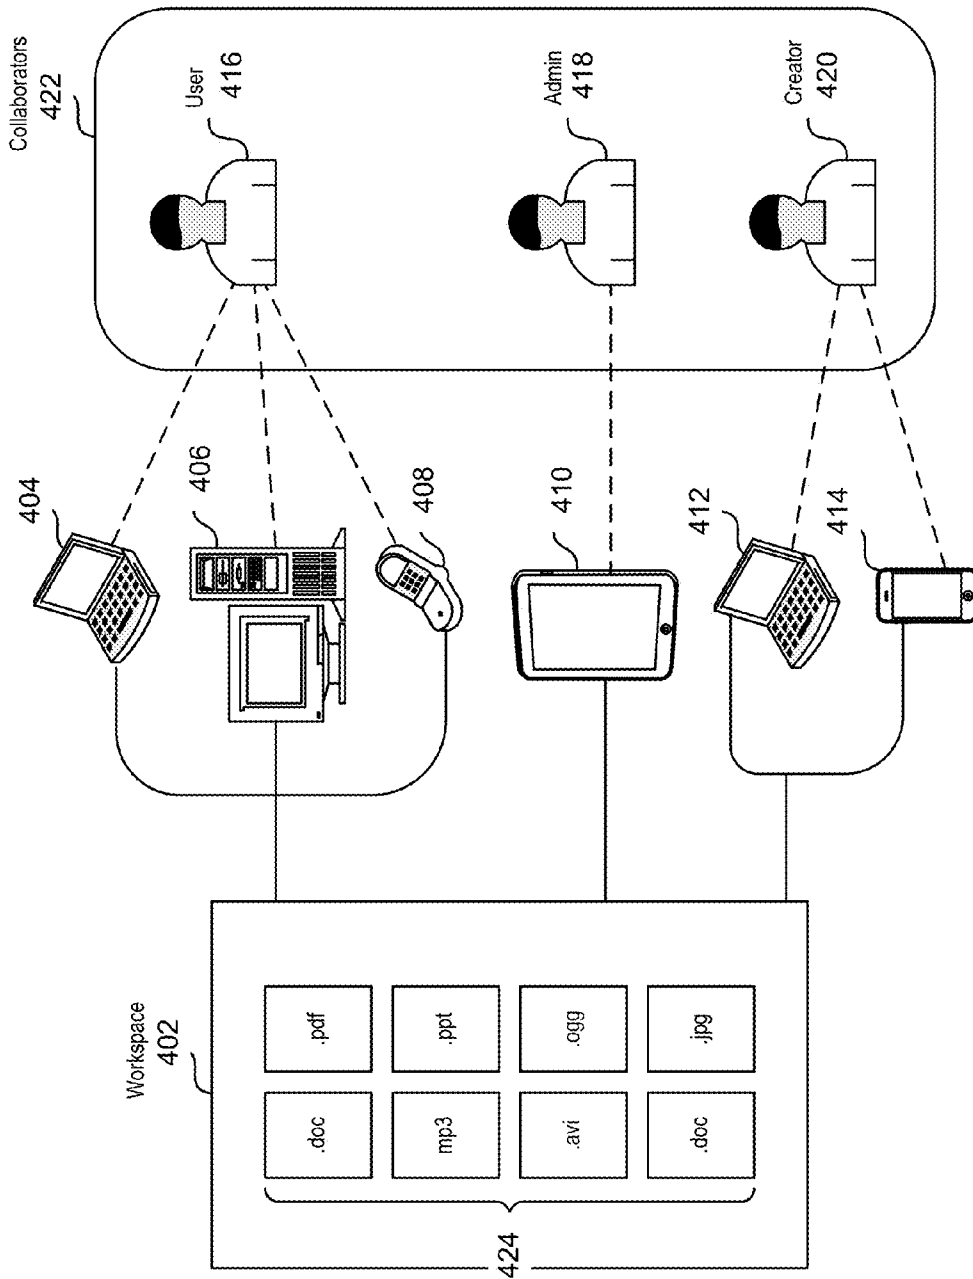 Collaborators
422
User
416
Admin
418
Creator
420
404
406
408
410
412
414
Workspace
402
.doc
.pdf
mp3
.ppt
.avi
.ogg
.doc
.jpg
424